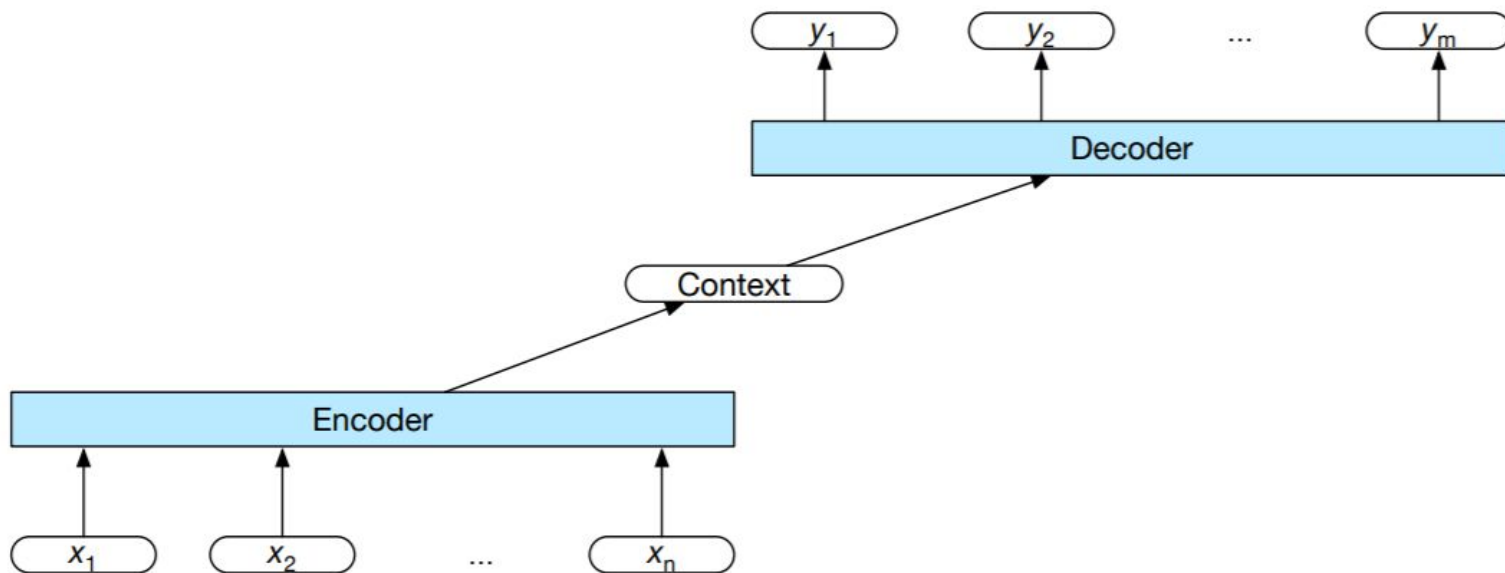 y₁ y₂ ... yₘ
Decoder
Context
Encoder
x₁ x₂ ... xₙ